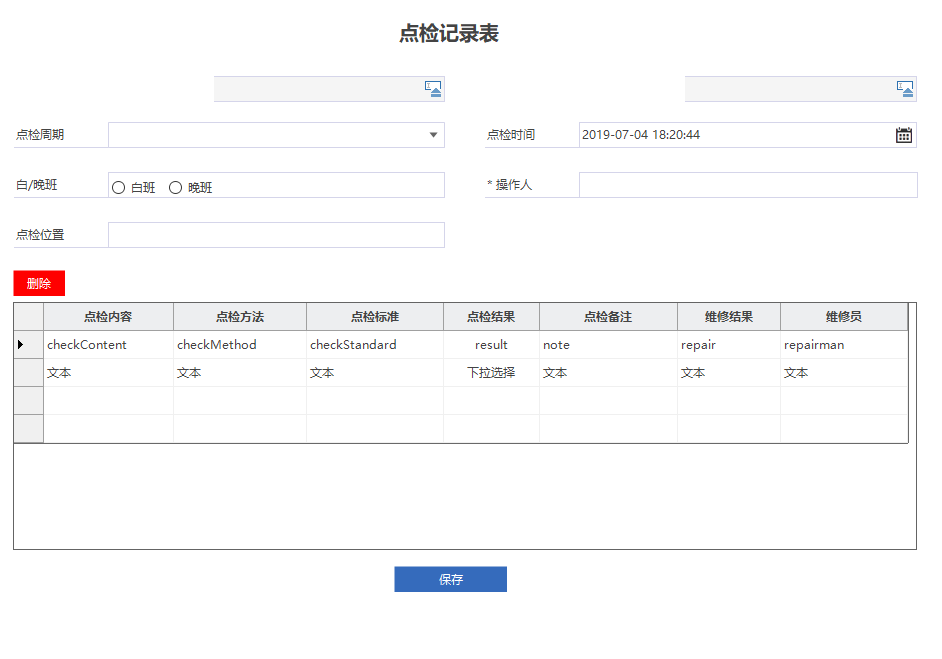 点检记录表
点检周期
点检时间 2019-07-04 18:20:44
白/晚班 白班 晚班
* 操作人
点检位置
删除
点检内容 点检方法 点检标准 点检结果 点检备注 维修结果 维修员
checkContent checkMethod checkStandard result note repair repairman
文本 文本 文本 下拉选择 文本 文本 文本
保存